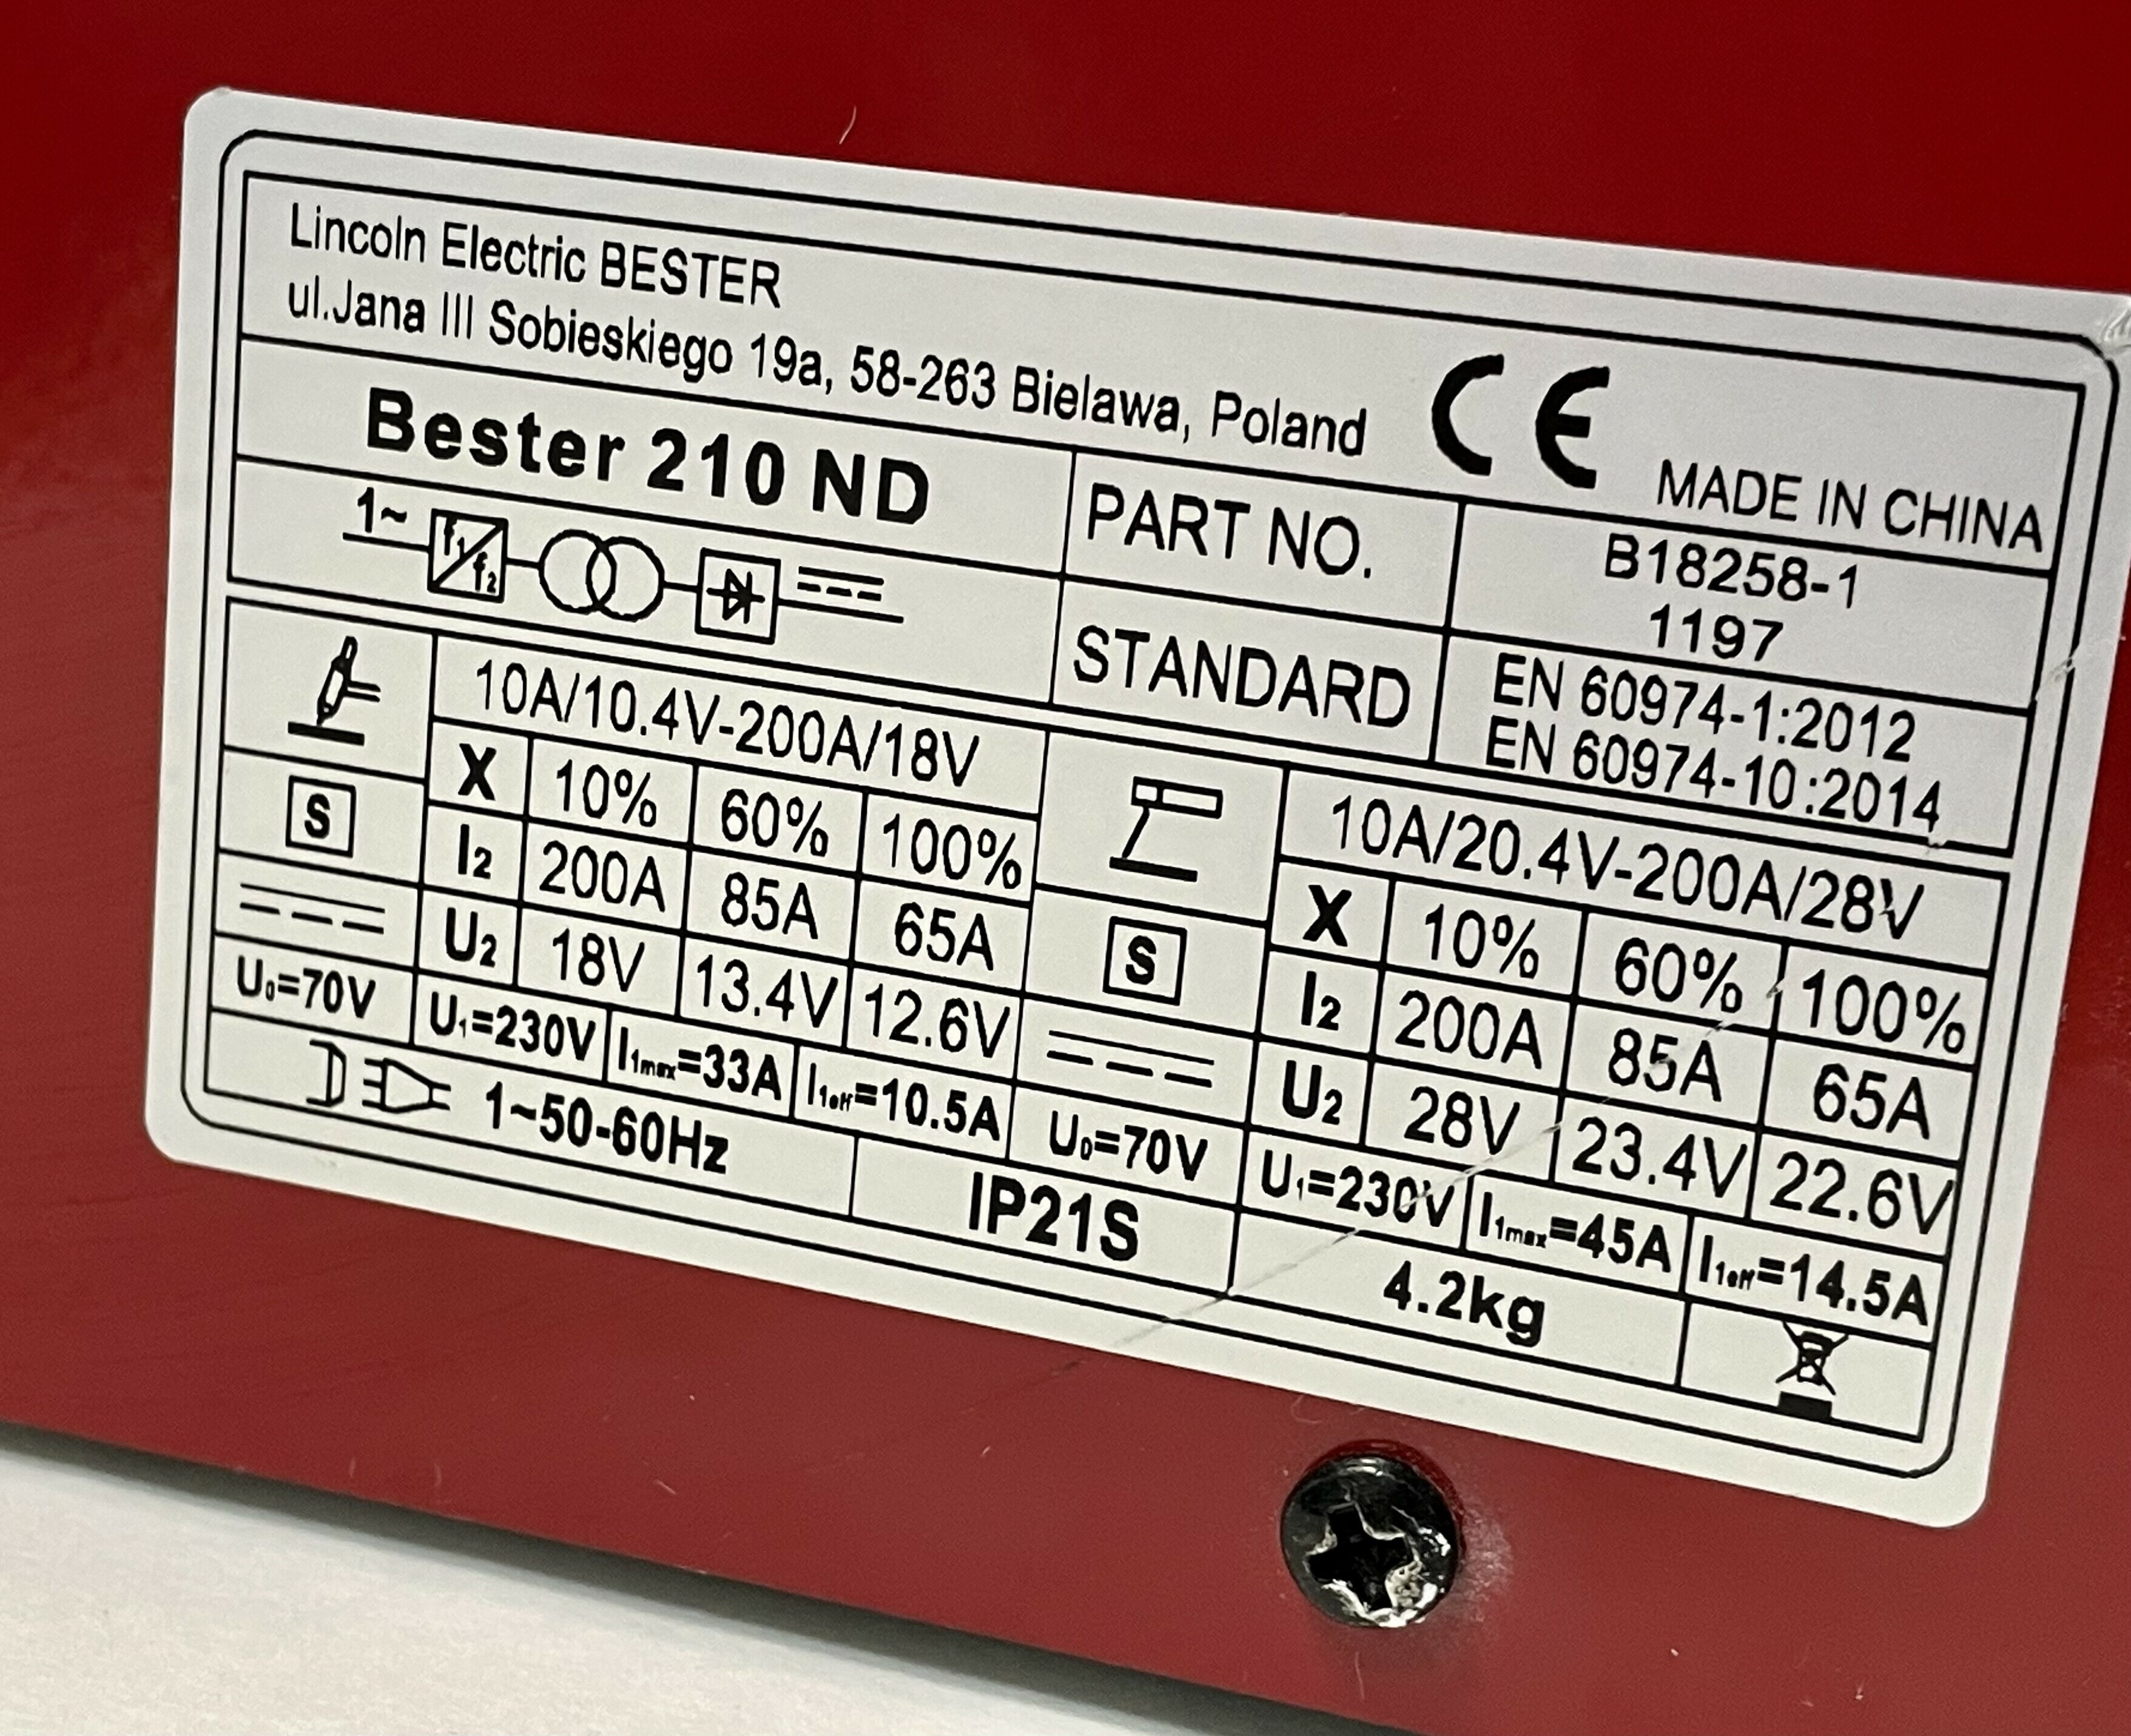 Lincoln Electric BESTER
ul.Jana III Sobieskiego 19a, 58-263 Bielawa, Poland
CE
MADE IN CHINA
Bester 210 ND
PART NO.
B18258-1
1197
1~
f1
f2
STANDARD
EN 60974-1:2012
EN 60974-10:2014
10A/10.4V-200A/18V
X 10% 60% 100%
S
I2 200A 85A 65A
U2 18V 13.4V 12.6V
U0=70V U1=230V I1max=33A I1eff=10.5A
10A/20.4V-200A/28V
X 10% 60% 100%
S
I2 200A 85A 65A
U2 28V 23.4V 22.6V
U0=70V U1=230V I1max=45A I1eff=14.5A
1~50-60Hz
IP21S
4.2kg